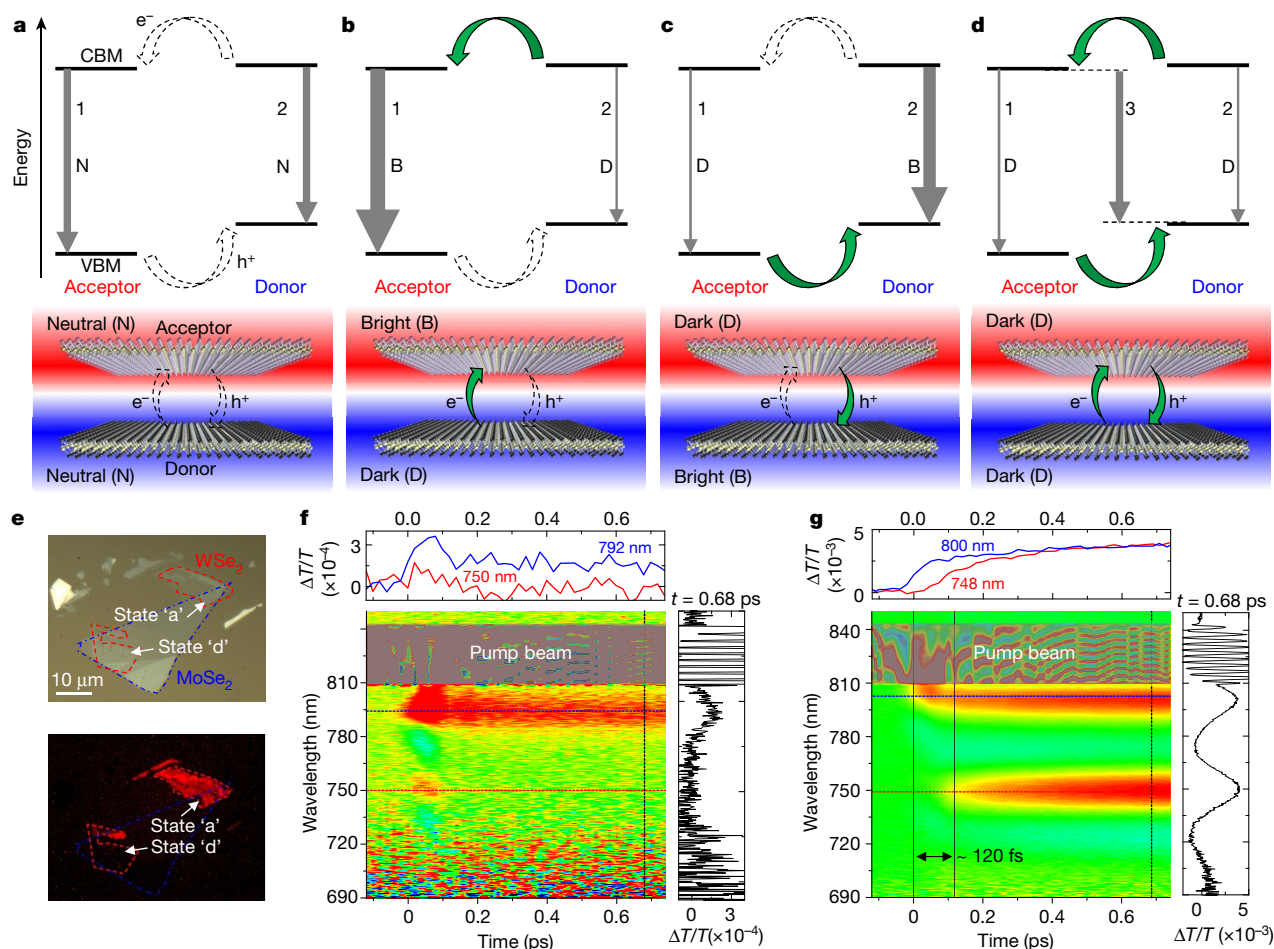 a
e⁻
CBM
1
2
N
N
Energy
VBM
h⁺
Acceptor
Donor
Neutral (N)
Acceptor
e⁻
h⁺
Neutral (N)
Donor
b
1
2
B
D
Acceptor
Donor
Bright (B)
e⁻
h⁺
Dark (D)
c
1
2
D
B
Acceptor
Donor
Dark (D)
e⁻
h⁺
Bright (B)
d
1
3
2
D
D
Acceptor
Donor
Dark (D)
e⁻
h⁺
Dark (D)
e
WSe₂
State 'a'
State 'd'
10 μm
MoSe₂
State 'a'
State 'd'
f
0.0 0.2 0.4 0.6
ΔT/T
(×10⁻⁴)
3
0
792 nm
750 nm
t = 0.68 ps
Pump beam
Wavelength (nm)
810
780
750
720
690
0 0.2 0.4 0.6
Time (ps)
0 3
ΔT/T (×10⁻⁴)
g
0.0 0.2 0.4 0.6
ΔT/T
(×10⁻³)
5
0
800 nm
748 nm
t = 0.68 ps
Pump beam
Wavelength (nm)
840
810
780
750
720
690
~ 120 fs
0 0.2 0.4 0.6
Time (ps)
0 5
ΔT/T (×10⁻³)